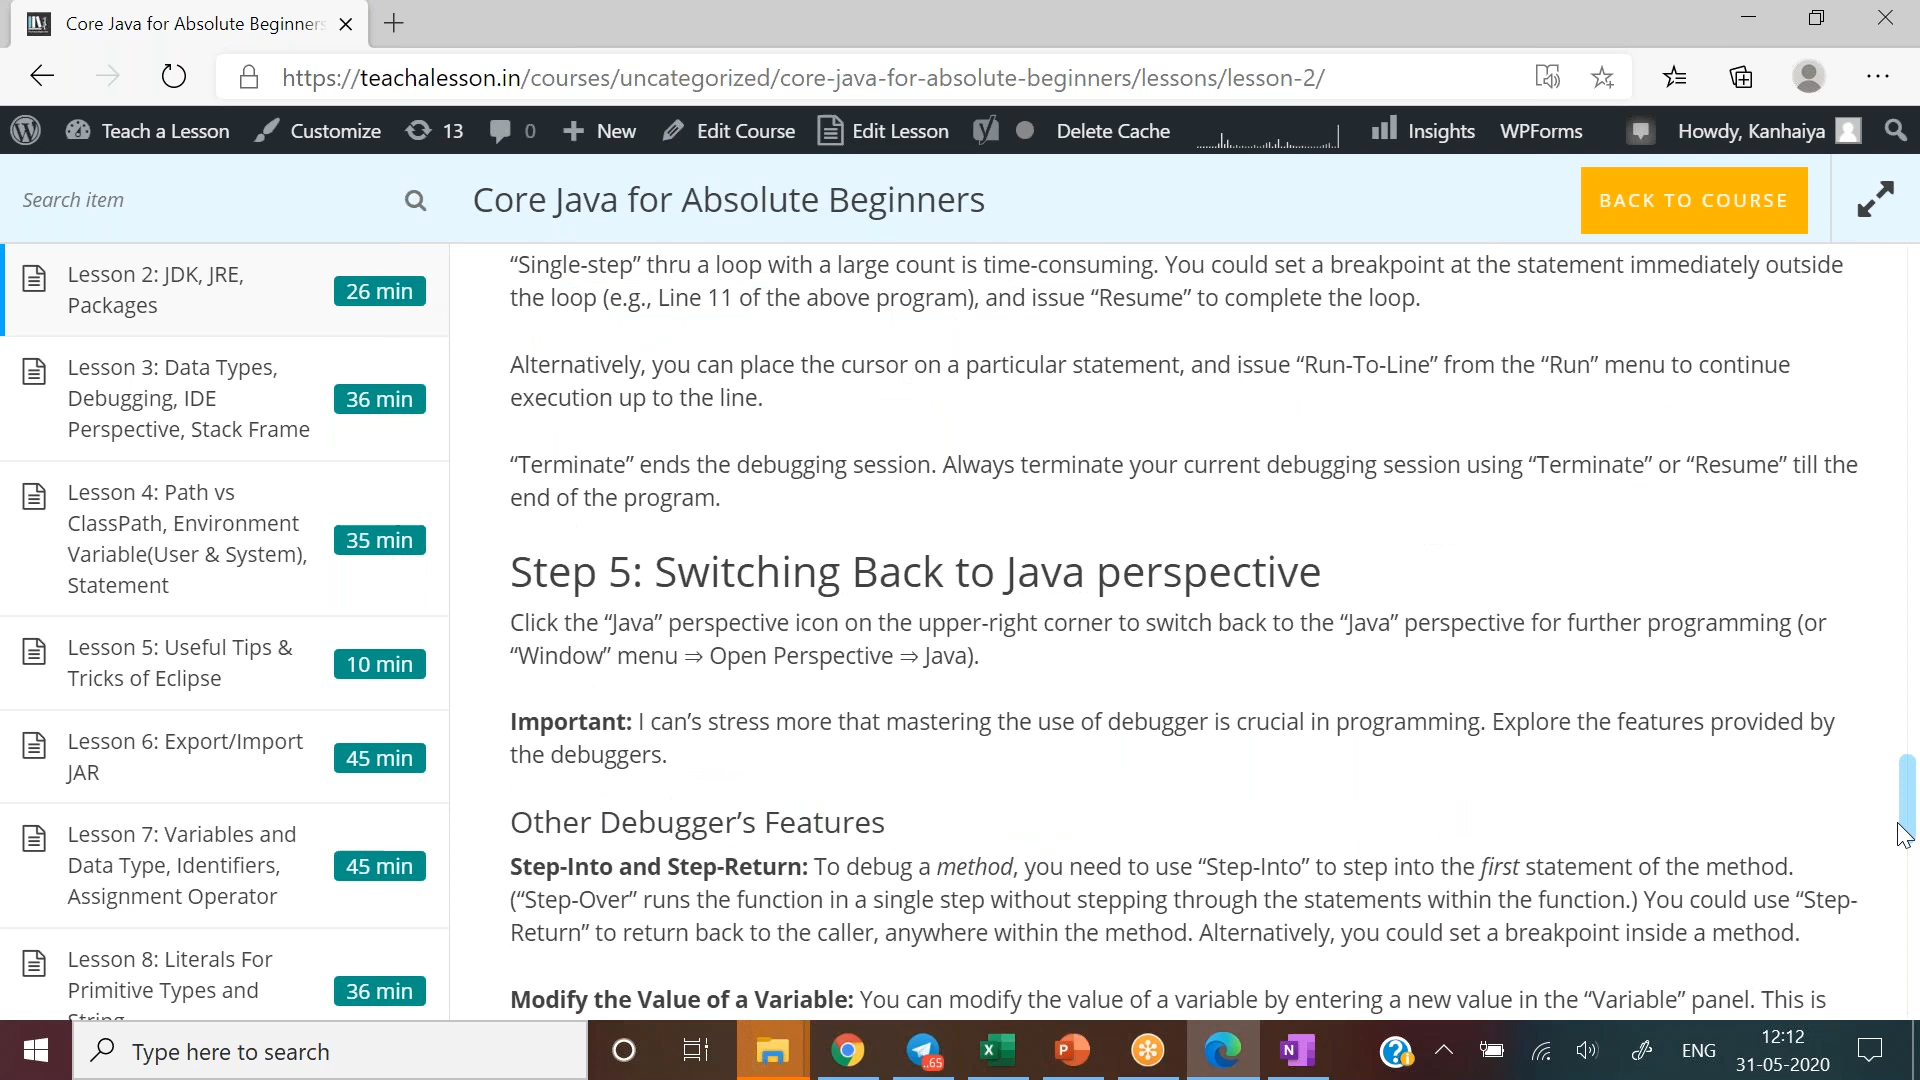 Core Java for Absolute Beginners
https://teachalesson.in/courses/uncategorized/core-java-for-absolute-beginners/lessons/lesson-2/
Teach a Lesson
Customize
13
0
New
Edit Course
Edit Lesson
Delete Cache
Insights
WPForms
Howdy, Kanhaiya
Search item
Core Java for Absolute Beginners
BACK TO COURSE
Lesson 2: JDK, JRE,
Packages
26 min
Lesson 3: Data Types,
Debugging, IDE
Perspective, Stack Frame
36 min
Lesson 4: Path vs
ClassPath, Environment
Variable(User & System),
Statement
35 min
Lesson 5: Useful Tips &
Tricks of Eclipse
10 min
Lesson 6: Export/Import
JAR
45 min
Lesson 7: Variables and
Data Type, Identifiers,
Assignment Operator
45 min
Lesson 8: Literals For
Primitive Types and
String
36 min
“Single-step” thru a loop with a large count is time-consuming. You could set a breakpoint at the statement immediately outside
the loop (e.g., Line 11 of the above program), and issue “Resume” to complete the loop.
Alternatively, you can place the cursor on a particular statement, and issue “Run-To-Line” from the “Run” menu to continue
execution up to the line.
“Terminate” ends the debugging session. Always terminate your current debugging session using “Terminate” or “Resume” till the
end of the program.
Step 5: Switching Back to Java perspective
Click the “Java” perspective icon on the upper-right corner to switch back to the “Java” perspective for further programming (or
“Window” menu ⇒ Open Perspective ⇒ Java).
Important: I can’s stress more that mastering the use of debugger is crucial in programming. Explore the features provided by
the debuggers.
Other Debugger’s Features
Step-Into and Step-Return: To debug a method, you need to use “Step-Into” to step into the first statement of the method.
(“Step-Over” runs the function in a single step without stepping through the statements within the function.) You could use “Step-
Return” to return back to the caller, anywhere within the method. Alternatively, you could set a breakpoint inside a method.
Modify the Value of a Variable: You can modify the value of a variable by entering a new value in the “Variable” panel. This is
Type here to search
..65
ENG
12:12
31-05-2020